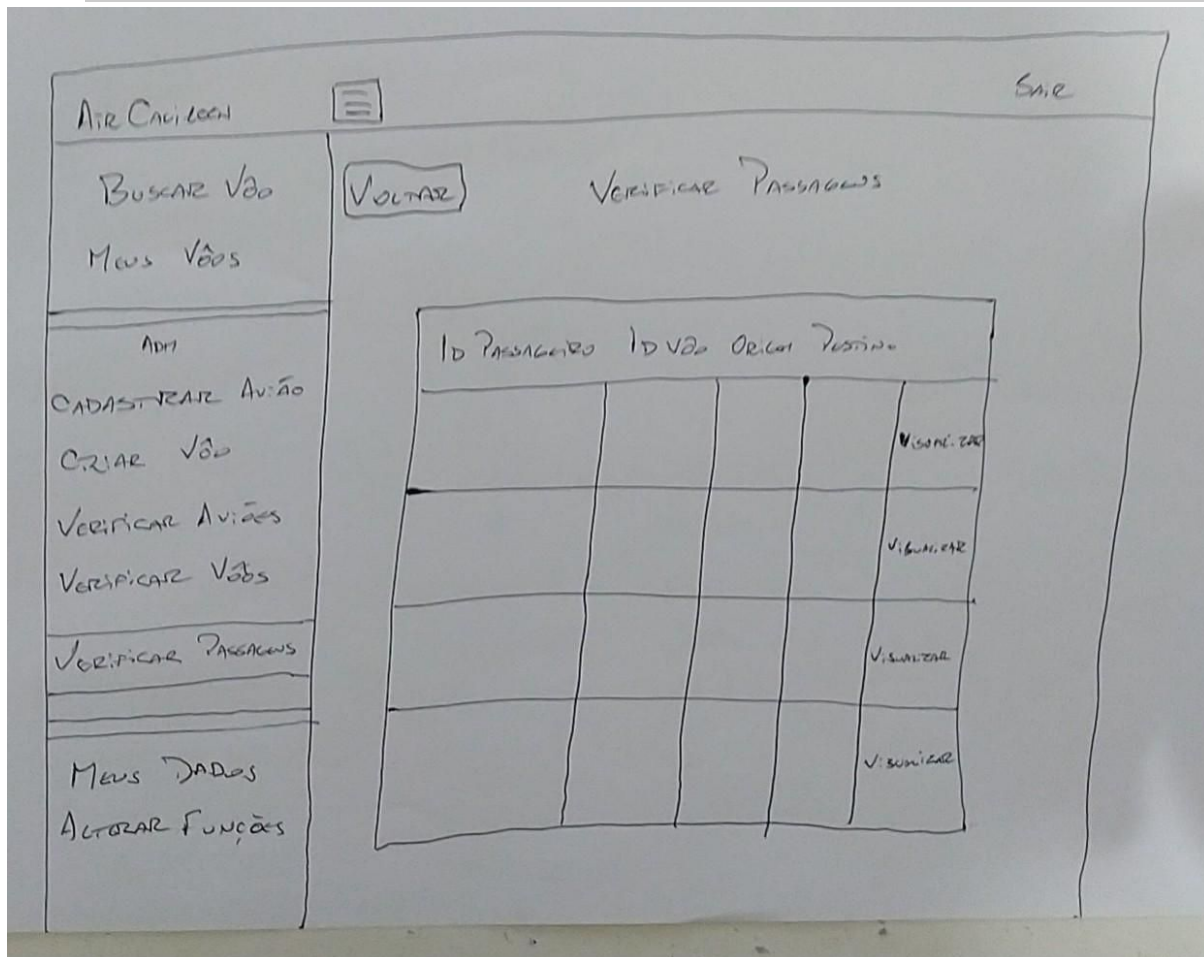 Air
Sair
Buscar Vôo
Meus Vôos
Voltar
Verificar Passagens
ADM
Cadastrar Avião
Criar Vôo
Verificar Aviões
Verificar Vôos
Verificar Passagens
Meus Dados
Alterar Funções
ID Passageiro ID Vôo Origem Destino
Visualizar
Visualizar
Visualizar
Visualizar